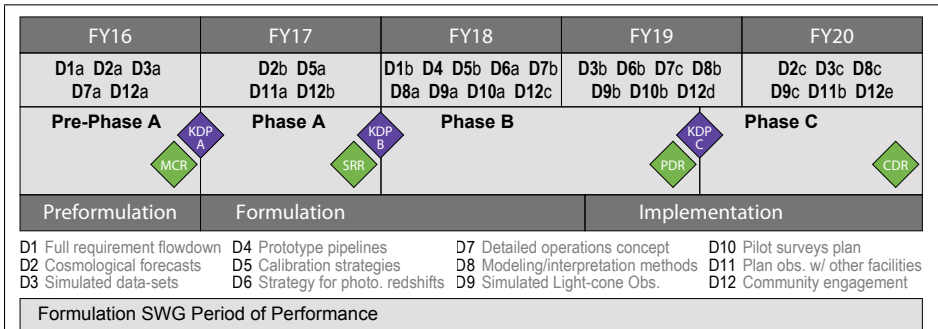 FY16 FY17 FY18 FY19 FY20
D1a D2a D3a D2b D5a D1b D4 D5b D6a D7b D3b D6b D7c D8b D2c D3c D8c
D7a D12a D11a D12b D8a D9a D10a D12c D9b D10b D12d D9c D11b D12e
Pre-Phase A Phase A Phase B Phase C
KDP A KDP B KDP C
MCR SRR PDR CDR
Preformulation Formulation Implementation
D1 Full requirement flowdown D4 Prototype pipelines D7 Detailed operations concept D10 Pilot surveys plan
D2 Cosmological forecasts D5 Calibration strategies D8 Modeling/interpretation methods D11 Plan obs. w/ other facilities
D3 Simulated data-sets D6 Strategy for photo. redshifts D9 Simulated Light-cone Obs. D12 Community engagement
Formulation SWG Period of Performance